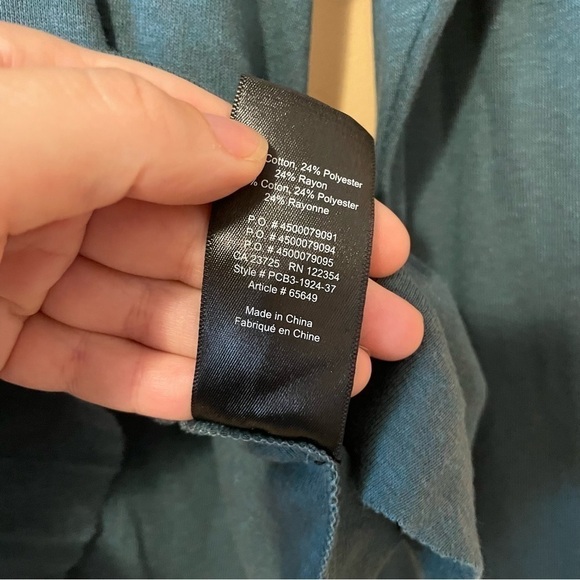 Cotton, 24% Polyester
24% Rayon
% Coton, 24% Polyester
24% Rayonne
P.O. # 4500079091
P.O. # 4500079094
P.O. # 4500079095
CA 23725 RN 122354
Style # PCB3-1924-37
Article # 65649
Made in China
Fabriqué en Chine